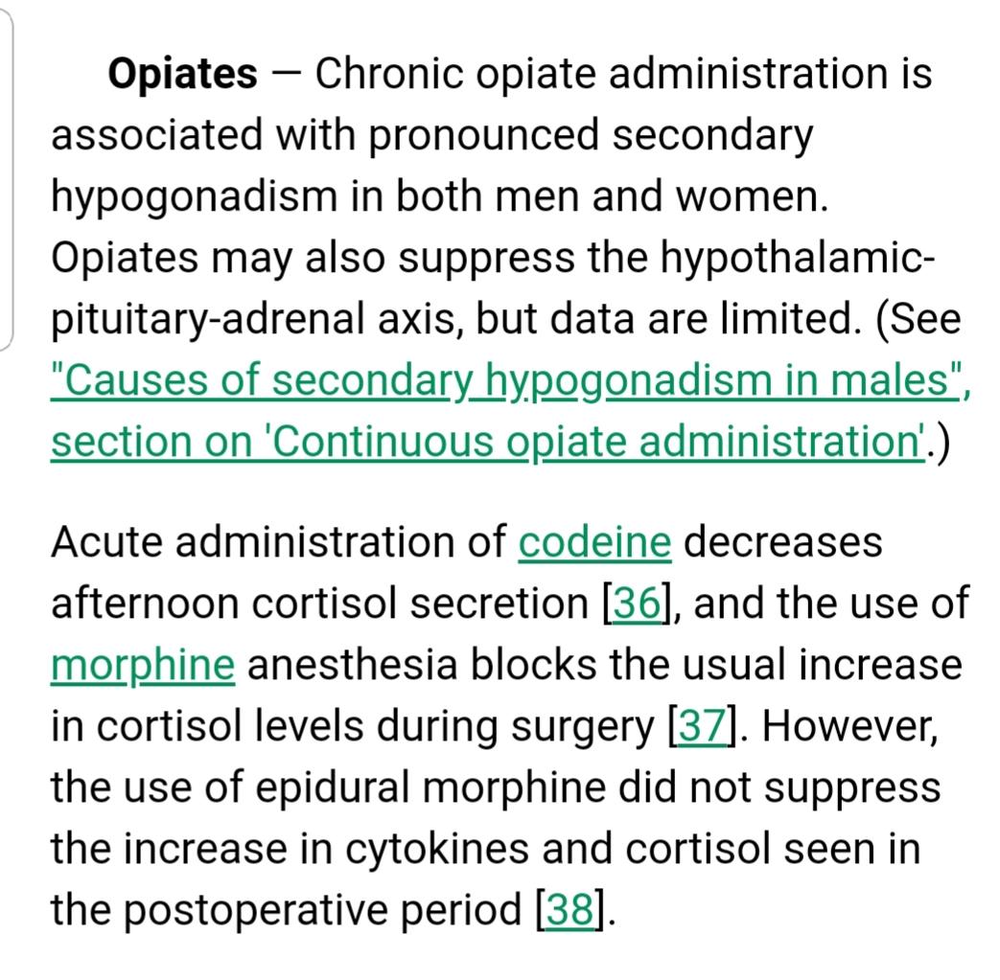 Opiates — Chronic opiate administration is
associated with pronounced secondary
hypogonadism in both men and women.
Opiates may also suppress the hypothalamic-
pituitary-adrenal axis, but data are limited. (See
"Causes of secondary hypogonadism in males",
section on 'Continuous opiate administration'.)
Acute administration of codeine decreases
afternoon cortisol secretion [36], and the use of
morphine anesthesia blocks the usual increase
in cortisol levels during surgery [37]. However,
the use of epidural morphine did not suppress
the increase in cytokines and cortisol seen in
the postoperative period [38].